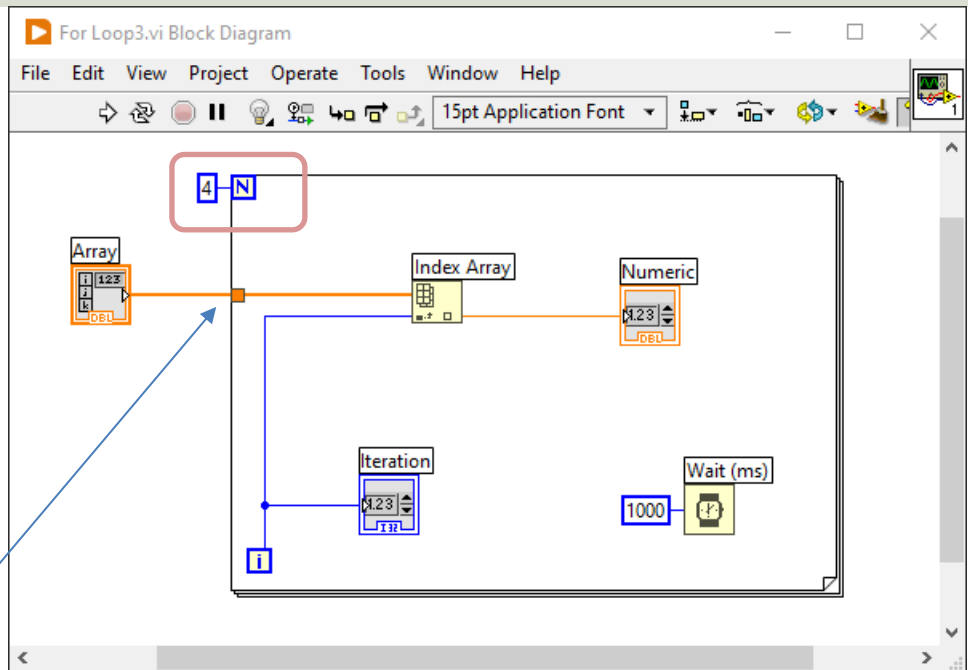 For Loop3.vi Block Diagram
File Edit View Project Operate Tools Window Help
15pt Application Font
1
4 N
Array
i 123
j
k
DBL
Index Array
Numeric
1.23
DBL
Iteration
1.23
I32
Wait (ms)
1000
i